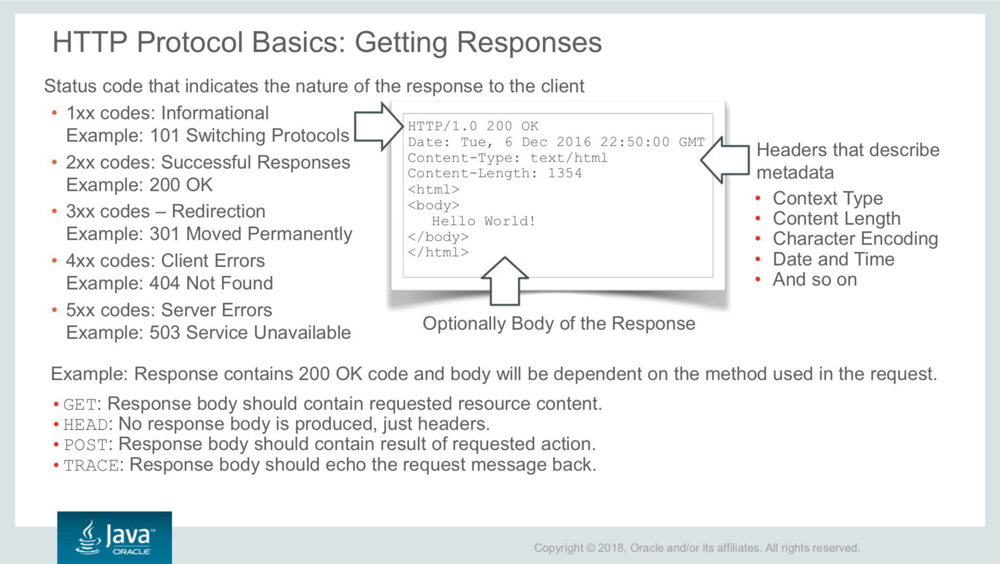 HTTP Protocol Basics: Getting Responses
Status code that indicates the nature of the response to the client
• 1xx codes: Informational
Example: 101 Switching Protocols
• 2xx codes: Successful Responses
Example: 200 OK
• 3xx codes – Redirection
Example: 301 Moved Permanently
• 4xx codes: Client Errors
Example: 404 Not Found
• 5xx codes: Server Errors
Example: 503 Service Unavailable
HTTP/1.0 200 OK
Date: Tue, 6 Dec 2016 22:50:00 GMT
Content-Type: text/html
Content-Length: 1354
<html>
<body>
Hello World!
</body>
</html>
Optionally Body of the Response
Headers that describe
metadata
• Context Type
• Content Length
• Character Encoding
• Date and Time
• And so on
Example: Response contains 200 OK code and body will be dependent on the method used in the request.
• GET: Response body should contain requested resource content.
• HEAD: No response body is produced, just headers.
• POST: Response body should contain result of requested action.
• TRACE: Response body should echo the request message back.
Java™
ORACLE
Copyright © 2018, Oracle and/or its affiliates. All rights reserved.